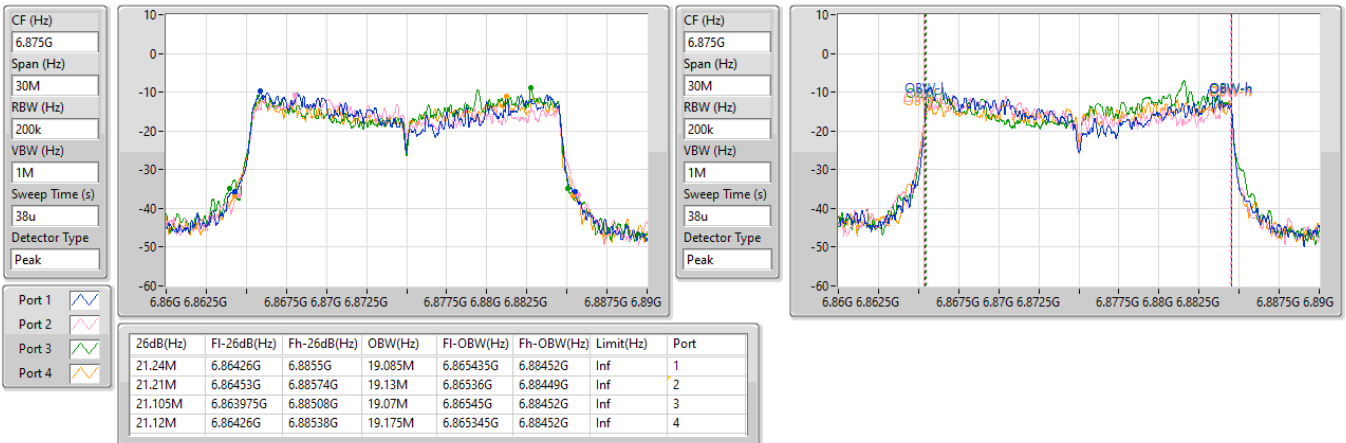 CF (Hz)
6.875G
Span (Hz)
30M
RBW (Hz)
200k
VBW (Hz)
1M
Sweep Time (s)
38u
Detector Type
Peak
10-
0-
-10-
-20-
-30-
-40-
-50-
-60-
6.86G 6.8625G 6.8675G 6.87G 6.8725G 6.8775G 6.88G 6.8825G 6.8875G 6.89G
CF (Hz)
6.875G
Span (Hz)
30M
RBW (Hz)
200k
VBW (Hz)
1M
Sweep Time (s)
38u
Detector Type
Peak
10-
0-
-10-
-20-
-30-
-40-
-50-
-60-
OBW-h
6.86G 6.8625G 6.8675G 6.87G 6.8725G 6.8775G 6.88G 6.8825G 6.8875G 6.89G
Port 1
Port 2
Port 3
Port 4
26dB(Hz) Fl-26dB(Hz) Fh-26dB(Hz) OBW(Hz) Fl-OBW(Hz) Fh-OBW(Hz) Limit(Hz) Port
21.24M 6.86426G 6.8855G 19.085M 6.865435G 6.88452G Inf 1
21.21M 6.86453G 6.88574G 19.13M 6.86536G 6.88449G Inf 2
21.105M 6.863975G 6.88508G 19.07M 6.86545G 6.88452G Inf 3
21.12M 6.86426G 6.88538G 19.175M 6.865345G 6.88452G Inf 4